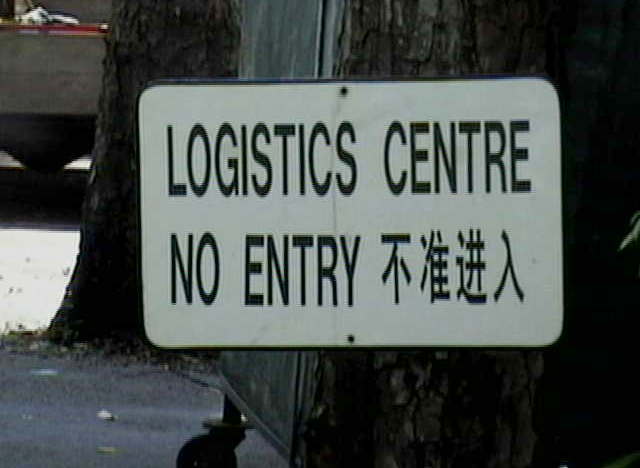 LOGISTICS CENTRE
NO ENTRY 不准进入